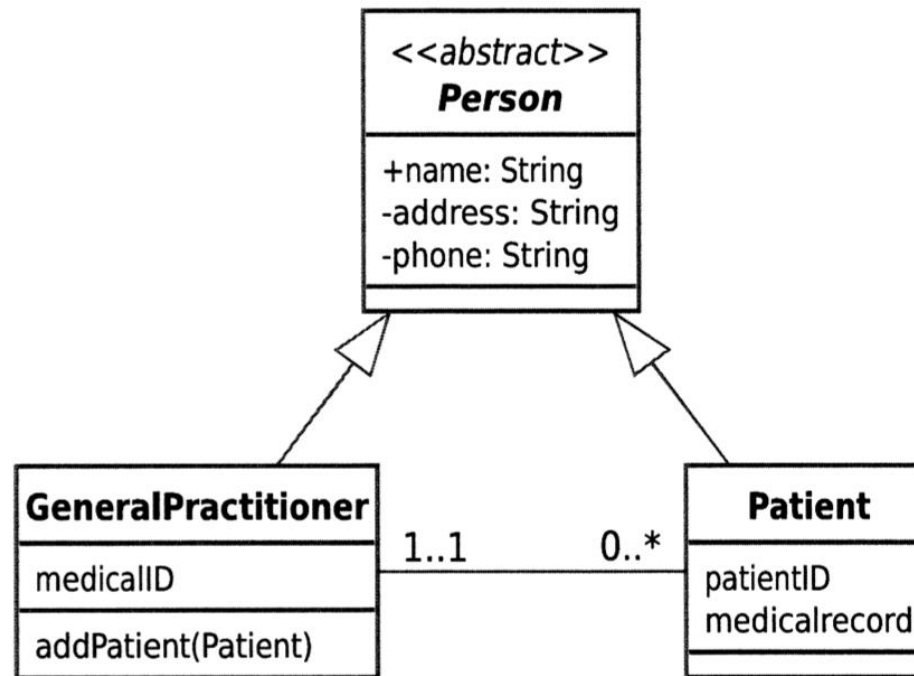 <<abstract>>
Person
+name: String
-address: String
-phone: String
GeneralPractitioner
medicalID
addPatient(Patient)
1..1
0..*
Patient
patientID
medicalrecord